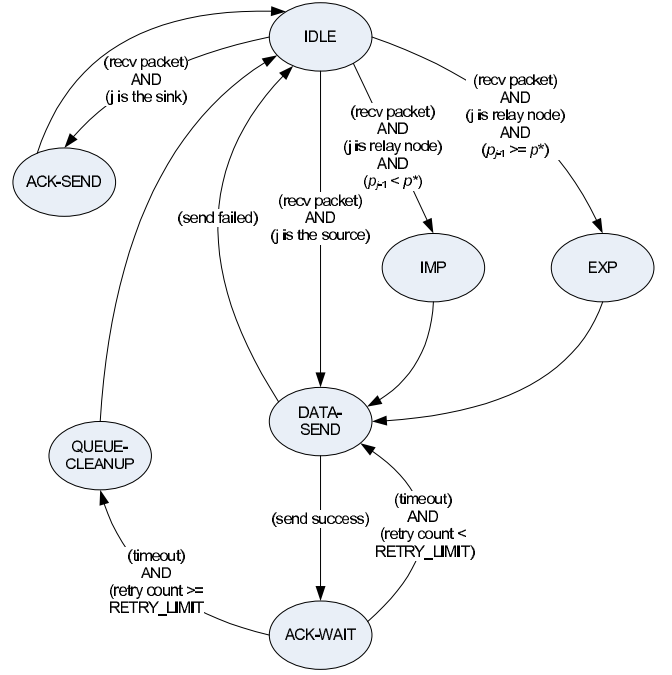 IDLE
(recv packet)
AND
(j is the sink)
(recv packet)
AND
(j is relay node)
AND
(pj-1 >= p*)
(recv packet)
AND
(j is relay node)
AND
(pj-1 < p*)
ACK-SEND
(send failed)
(recv packet)
AND
(j is the source)
IMP
EXP
DATA-
SEND
QUEUE-
CLEANUP
(send success)
(timeout)
AND
(retry count <
RETRY_LIMIT)
(timeout)
AND
(retry count >=
RETRY_LIMIT
ACK-WAIT